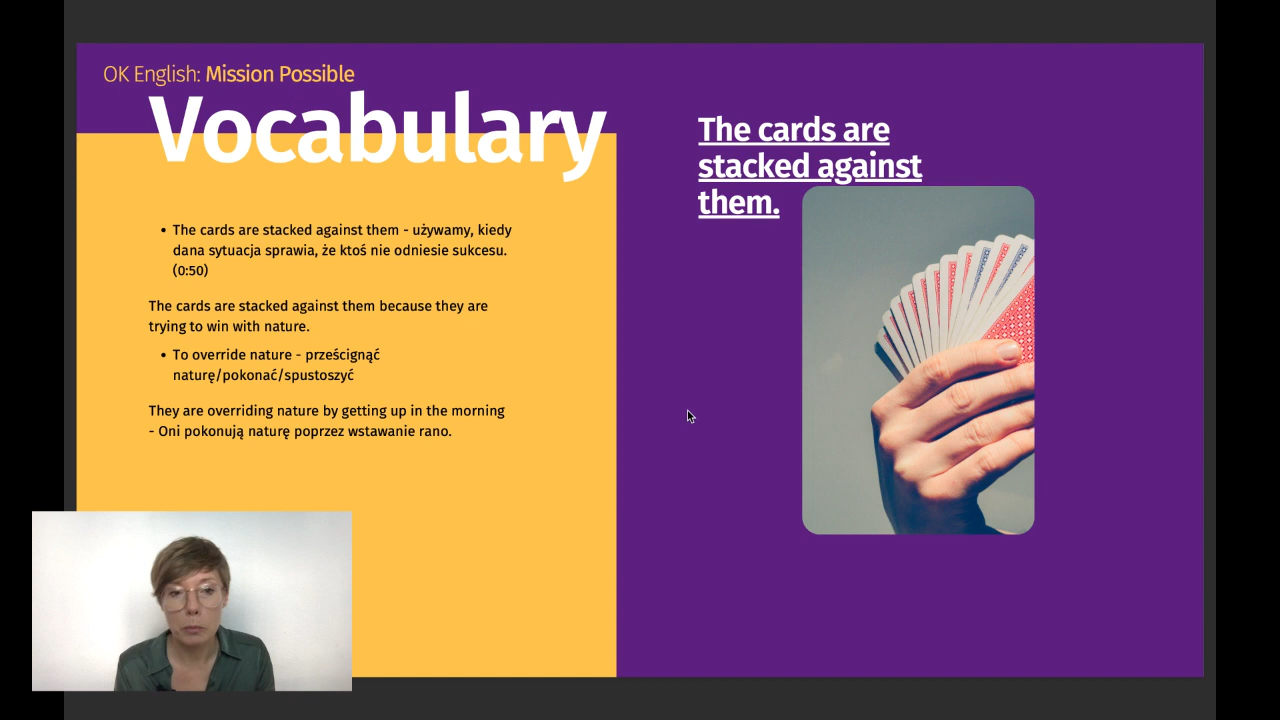 OK English: Mission Possible
Vocabulary
• The cards are stacked against them - używamy, kiedy
dana sytuacja sprawia, że ktoś nie odniesie sukcesu.
(0:50)
The cards are stacked against them because they are
trying to win with nature.
• To override nature - prześcignąć
naturę/pokonać/spustoszyć
They are overriding nature by getting up in the morning
- Oni pokonują naturę poprzez wstawanie rano.
The cards are
stacked against
them.